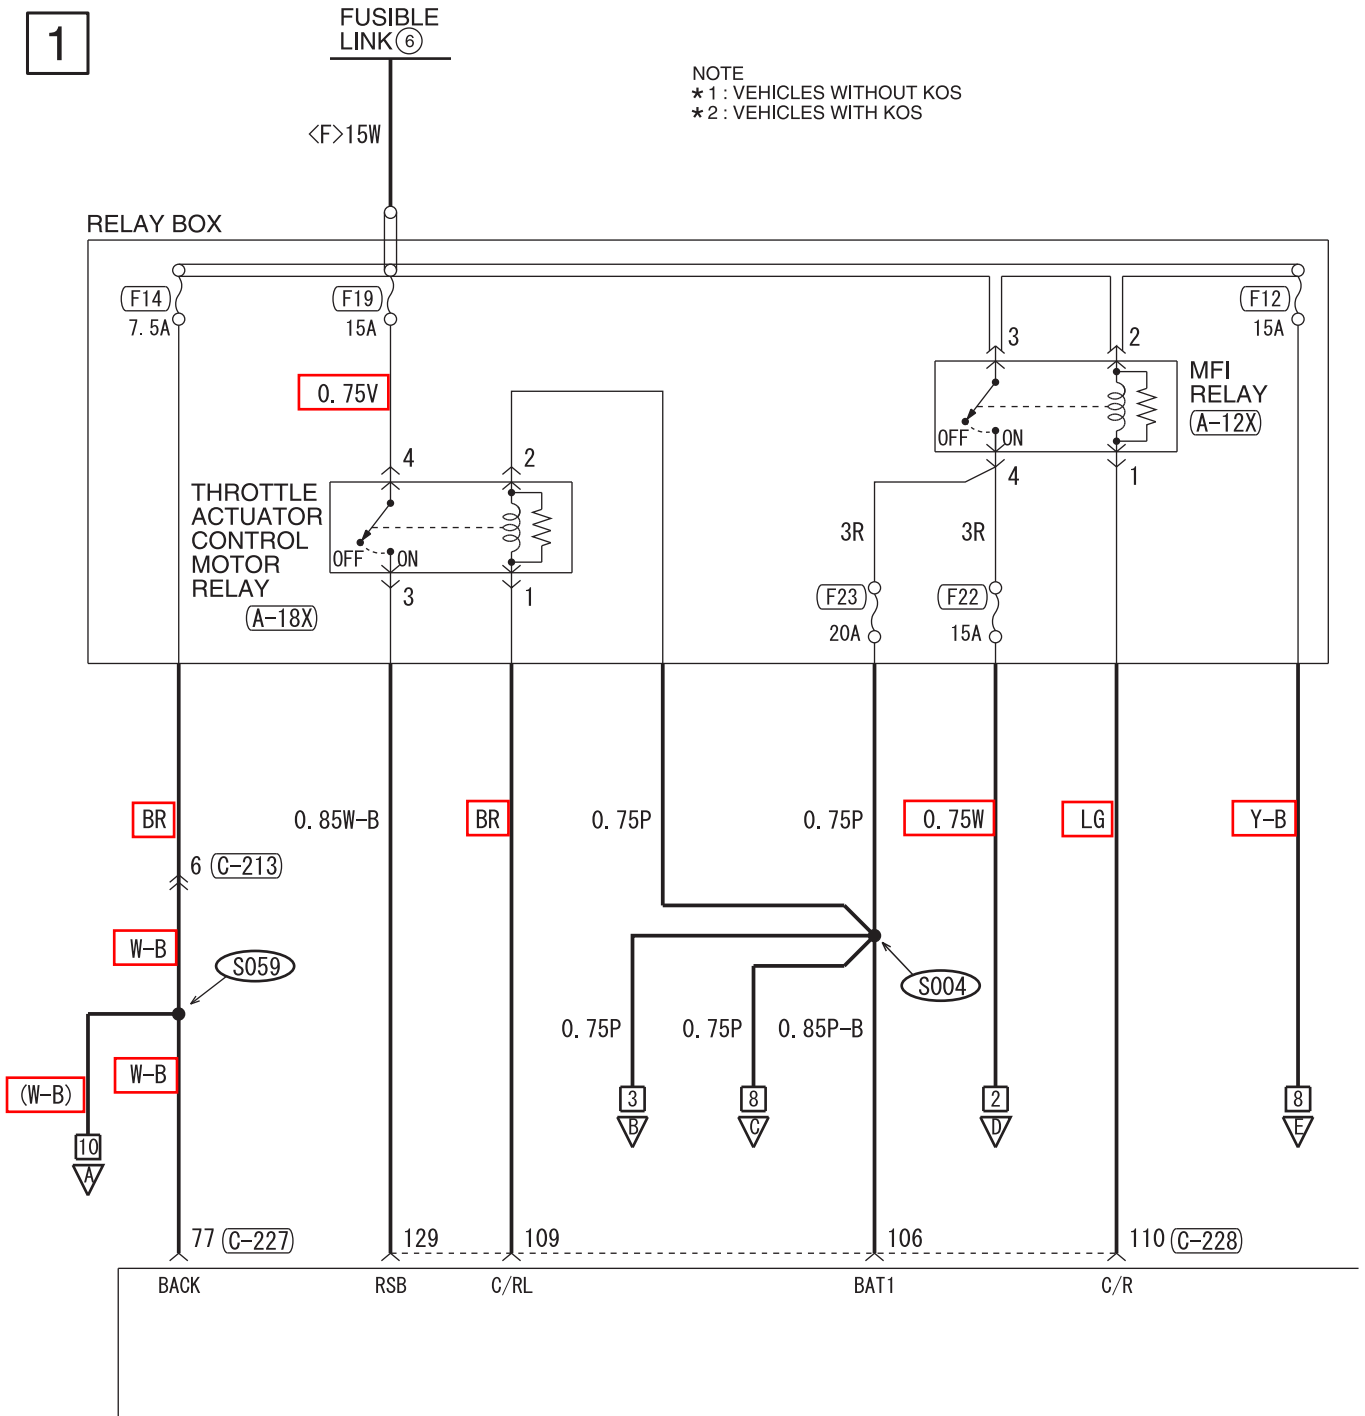 1
FUSIBLE
LINK 6
NOTE
★1 : VEHICLES WITHOUT KOS
★2 : VEHICLES WITH KOS
<F>15W
RELAY BOX
F14
7.5A
F19
15A
F12
15A
3
2
0.75V
MFI
RELAY
A-12X
OFF
ON
4
1
4
2
THROTTLE
ACTUATOR
CONTROL
MOTOR
RELAY
A-18X
OFF
ON
3
1
3R
3R
F23
20A
F22
15A
BR
0.85W-B
BR
0.75P
0.75P
0.75W
LG
Y-B
6
C-213
W-B
S059
S004
0.75P
0.75P
0.85P-B
W-B
(W-B)
10
A
3
B
8
C
2
D
8
E
77
C-227
129
109
106
110
C-228
BACK
RSB
C/RL
BAT1
C/R